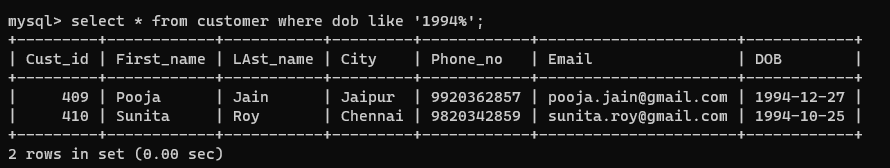 mysql> select * from customer where dob like '1994%';
+---------+------------+-----------+---------+------------+----------------------+------------+
| Cust_id | First_name | LAst_name | City    | Phone_no   | Email                | DOB        |
+---------+------------+-----------+---------+------------+----------------------+------------+
|     409 | Pooja      | Jain      | Jaipur  | 9920362857 | pooja.jain@gmail.com | 1994-12-27 |
|     410 | Sunita     | Roy       | Chennai | 9820342859 | sunita.roy@gmail.com | 1994-10-25 |
+---------+------------+-----------+---------+------------+----------------------+------------+
2 rows in set (0.00 sec)